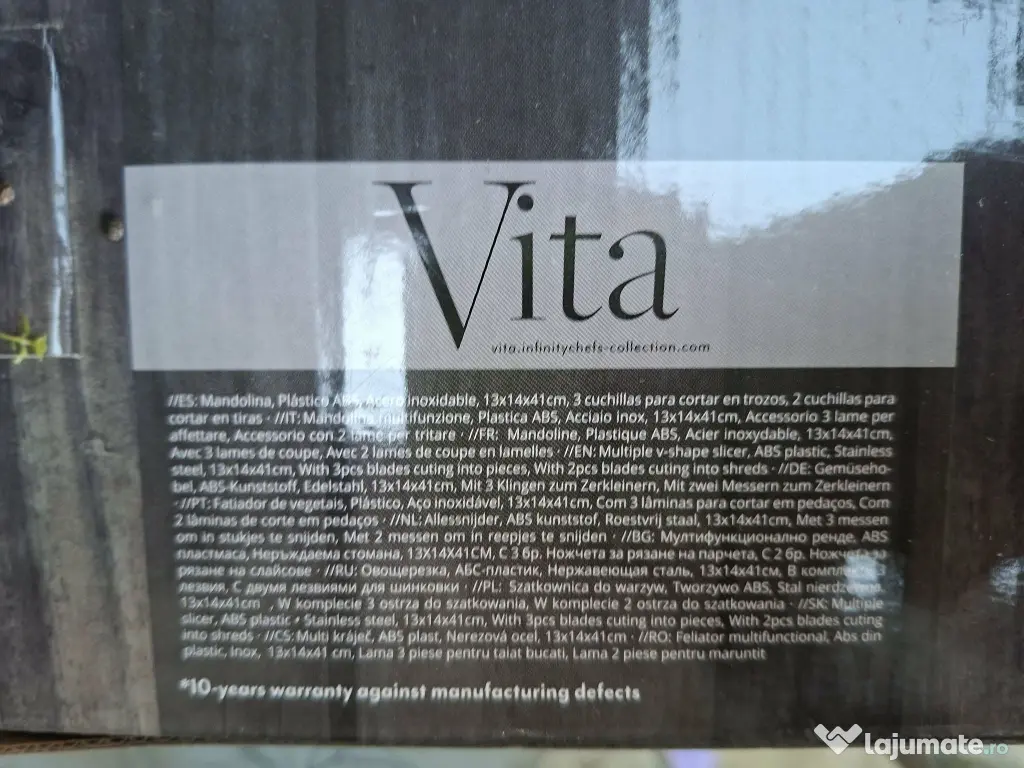 Vita
vita.infinitychefs-collection.com
//ES: Mandolina, Plástico ABS, Acero inoxidable, 13x14x41cm, 3 cuchillas para cortar en trozos, 2 cuchillas para
cortar en tiras · //IT: Mandolina multifunzione, Plastica ABS, Acciaio inox, 13x14x41cm, Accessorio 3 lame per
affettare, Accessorio con 2 lame per tritare · //FR: Mandoline, Plastique ABS, Acier inoxydable, 13x14x41cm,
Avec 3 lames de coupe, Avec 2 lames de coupe en lamelles · //EN: Multiple v-shape slicer, ABS plastic, Stainless
steel, 13x14x41cm, With 3pcs blades cuting into pieces, With 2pcs blades cuting into shreds · //DE: Gemüseho-
bel, ABS-Kunststoff, Edelstahl, 13x14x41cm, Mit 3 Klingen zum Zerkleinern, Mit zwei Messern zum Zerkleinern
· //PT: Fatiador de vegetais, Plástico, Aço inoxidável, 13x14x41cm, Com 3 lâminas para cortar em pedaços, Com
2 lâminas de corte em pedaços · //NL: Allessnijder, ABS kunststof, Roestvrij staal, 13x14x41cm, Met 3 messen
om in stukjes te snijden, Met 2 messen om in reepjes te snijden · //BG: Мултифункционално ренде, ABS
пластмаса, Неръждаема стомана, 13X14X41CM, С 3 бр. Ножчета за рязане на парчета, С 2 бр. Ножчета за
рязане на слайсове · //RU: Овощерезка, АБС-пластик, Нержавеющая сталь, 13x14x41см, В комплекте 3
лезвия, С двумя лезвиями для шинковки · //PL: Szatkownica do warzyw, Tworzywo ABS, Stal nierdzewna,
13x14x41cm , W komplecie 3 ostrza do szatkowania, W komplecie 2 ostrza do szatkowania · //SK: Multiple
slicer, ABS plastic • Stainless steel, 13x14x41cm, With 3pcs blades cuting into pieces, With 2pcs blades cuting
into shreds · //CS: Multi kráječ, ABS plast, Nerezová ocel, 13x14x41cm · //RO: Feliator multifunctional, Abs din
plastic, Inox, 13x14x41 cm, Lama 3 piese pentru taiat bucati, Lama 2 piese pentru maruntit
*10-years warranty against manufacturing defects
lajumate.ro